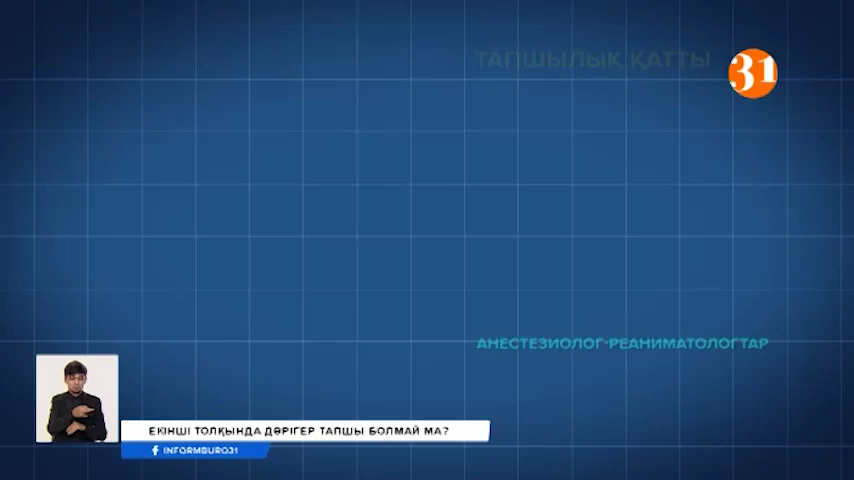 ТАПШЫЛЫҚ ҚАТТЫ
31
АНЕСТЕЗИОЛОГ-РЕАНИМАТОЛОГТАР
ЕКІНШІ ТОЛҚЫНДА ДӘРІГЕР ТАПШЫ БОЛМАЙ МА?
INFORMBURO31